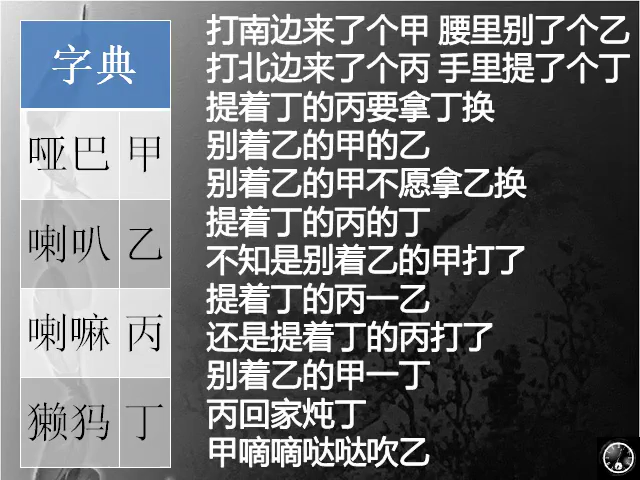 字典
哑巴 甲
喇叭 乙
喇嘛 丙
獭犸 丁
打南边来了个甲 腰里别了个乙
打北边来了个丙 手里提了个丁
提着丁的丙要拿丁换
别着乙的甲的乙
别着乙的甲不愿拿乙换
提着丁的丙的丁
不知是别着乙的甲打了
提着丁的丙一乙
还是提着丁的丙打了
别着乙的甲一丁
丙回家炖丁
甲嘀嘀哒哒吹乙